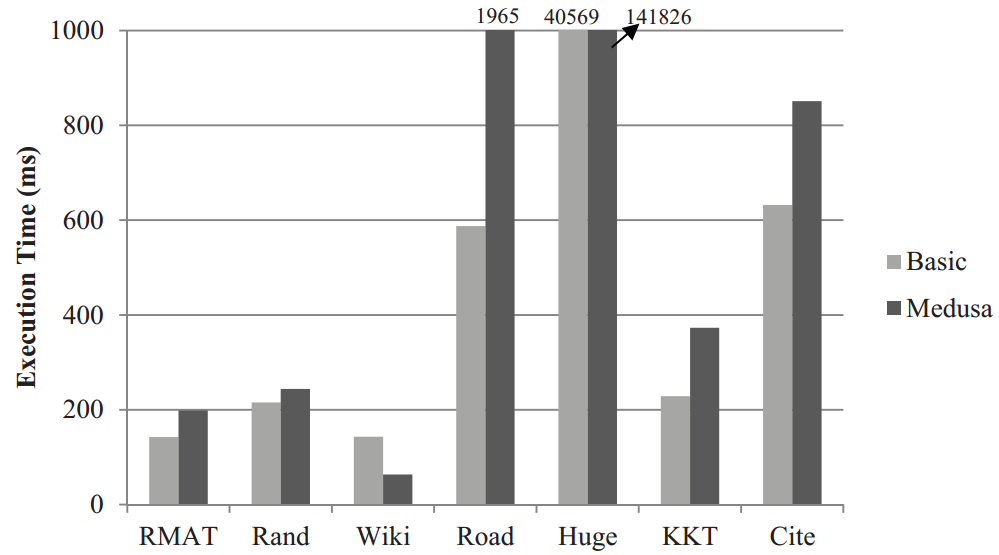 1965 40569 141826
1000
800
600
400
200
0
Execution Time (ms)
RMAT Rand Wiki Road Huge KKT Cite
Basic
Medusa